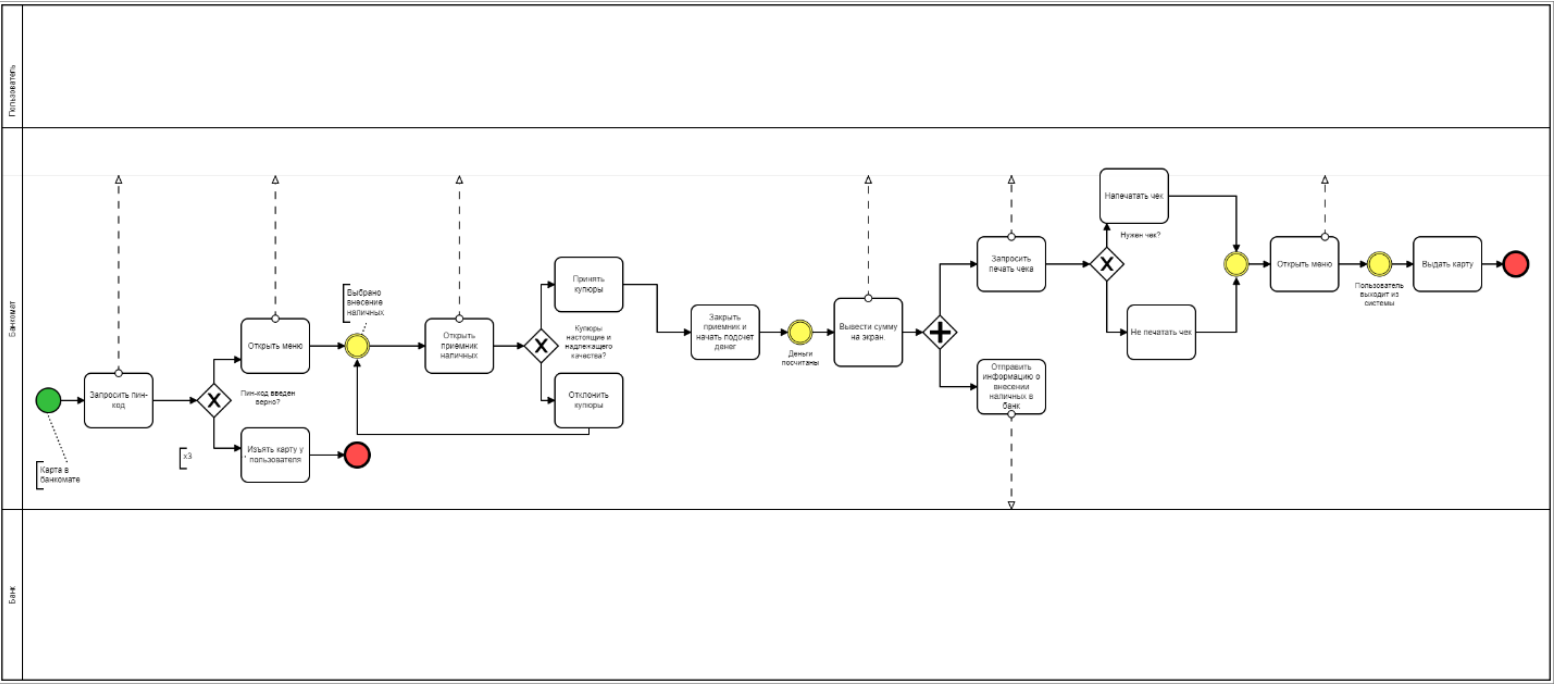 Пользователь
Банкомат
Банк
Карта в
банкомате
Запросить пин-
код
Пин-код введен
верно?
Открыть меню
х3
Изъять карту у
пользователя
Выбрано
внесение
наличных
Открыть
приемник
наличных
Купюры
настоящие и
надлежащего
качества?
Принять
купюры
Отклонить
купюры
Закрыть
приемник и
начать подсчет
денег
Деньги
посчитаны
Вывести сумму
на экран
Запросить
печать чека
Отправить
информацию о
внесении
наличных в
банк
Нужен чек?
Напечатать чек
Не печатать чек
Открыть меню
Пользователь
выходит из
системы
Выдать карту